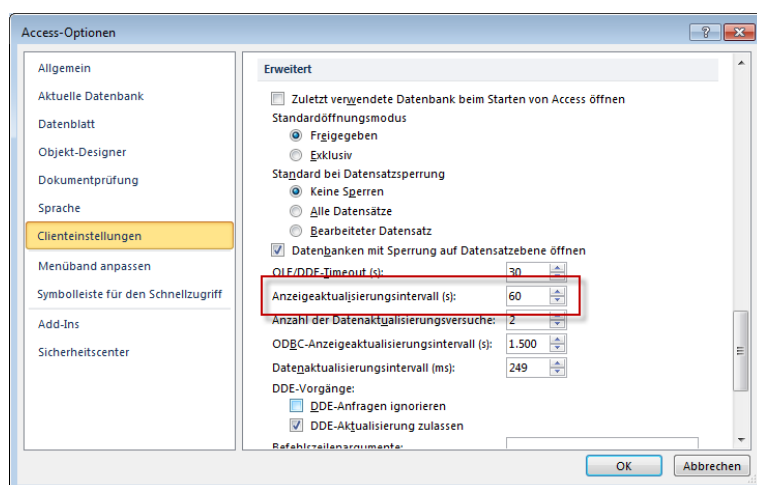 Access-Optionen
Allgemein
Aktuelle Datenbank
Datenblatt
Objekt-Designer
Dokumentprüfung
Sprache
Clienteinstellungen
Menüband anpassen
Symbolleiste für den Schnellzugriff
Add-Ins
Sicherheitscenter
Erweitert
Zuletzt verwendete Datenbank beim Starten von Access öffnen
Standardöffnungsmodus
Freigegeben
Exklusiv
Standard bei Datensatzsperrung
Keine Sperren
Alle Datensätze
Bearbeiteter Datensatz
Datenbanken mit Sperrung auf Datensatzebene öffnen
OLE/DDE-Timeout (s): 30
Anzeigeaktualisierungsintervall (s): 60
Anzahl der Datenaktualisierungsversuche: 2
ODBC-Anzeigeaktualisierungsintervall (s): 1.500
Datenaktualisierungsintervall (ms): 249
DDE-Vorgänge:
DDE-Anfragen ignorieren
DDE-Aktualisierung zulassen
Befehlszeilenargumente:
OK Abbrechen